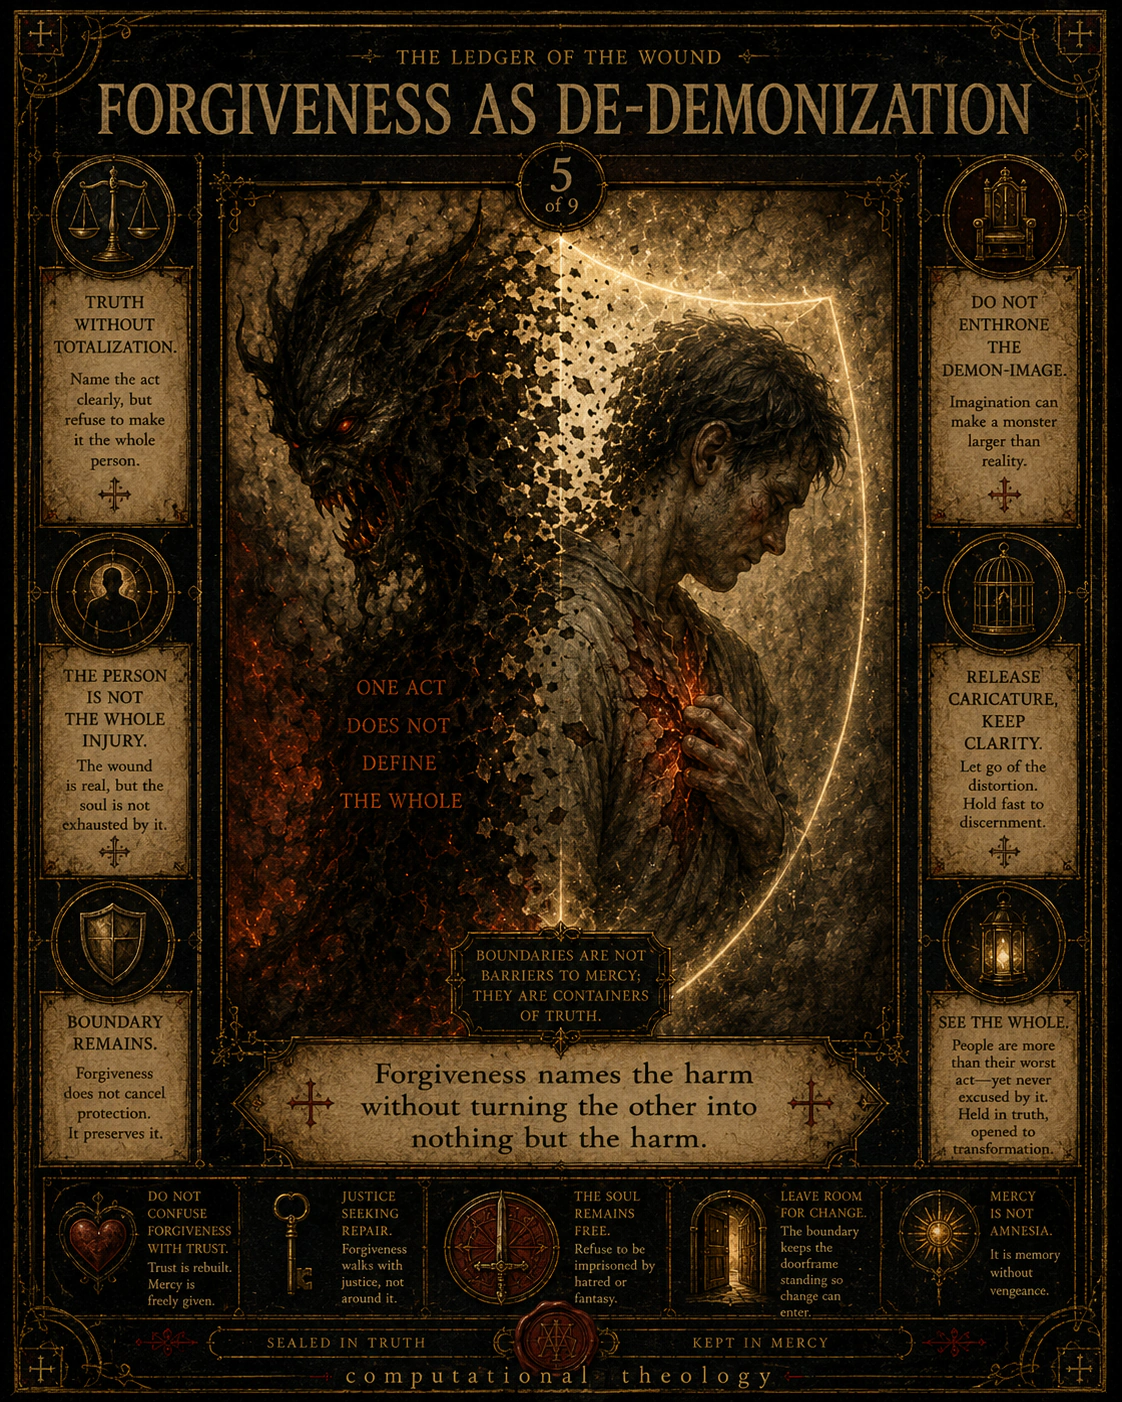 THE LEDGER OF THE WOUND
FORGIVENESS AS DE-DEMONIZATION
5
of 9
TRUTH
WITHOUT
TOTALIZATION.
Name the act
clearly, but
refuse to make
it the whole
person.
THE PERSON
IS NOT
THE WHOLE
INJURY.
The wound
is real, but the
soul is not
exhausted by it.
BOUNDARY
REMAINS.
Forgiveness
does not cancel
protection.
It preserves it.
ONE ACT
DOES NOT
DEFINE
THE WHOLE
BOUNDARIES ARE NOT
BARRIERS TO MERCY;
THEY ARE CONTAINERS
OF TRUTH.
Forgiveness names the harm
without turning the other into
nothing but the harm.
DO NOT
ENTHRONE
THE
DEMON-IMAGE.
Imagination can
make a monster
larger than
reality.
RELEASE
CARICATURE,
KEEP
CLARITY.
Let go of the
distortion.
Hold fast to
discernment.
SEE THE WHOLE.
People are more
than their worst
act—yet never
excused by it.
Held in truth,
opened to
transformation.
DO NOT
CONFUSE
FORGIVENESS
WITH TRUST.
Trust is rebuilt.
Mercy is
freely given.
JUSTICE
SEEKING
REPAIR.
Forgiveness
walks with
justice, not
around it.
THE SOUL
REMAINS
FREE.
Refuse to be
imprisoned by
hatred or
fantasy.
LEAVE ROOM
FOR CHANGE.
The boundary
keeps the
doorframe
standing so
change can
enter.
MERCY
IS NOT
AMNESIA.
It is memory
without
vengeance.
SEALED IN TRUTH
KEPT IN MERCY
computational theology